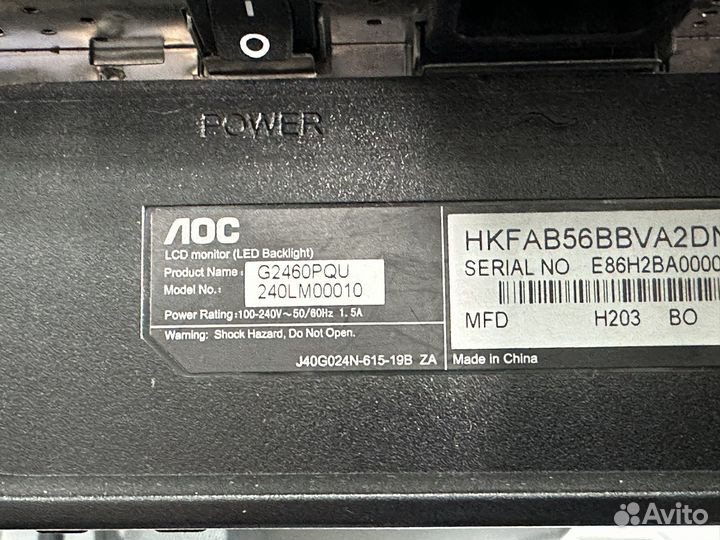 POWER
AOC
LCD monitor (LED Backlight)
Product Name : G2460PQU
Model No.: 240LM00010
Power Rating:100-240V～50/60Hz 1.5A
Warning: Shock Hazard, Do Not Open.
J40G024N-615-19B ZA
HKFAB56BBVA2DN
SERIAL NO E86H2BA0000
MFD H203 BO
Made in China
Avito